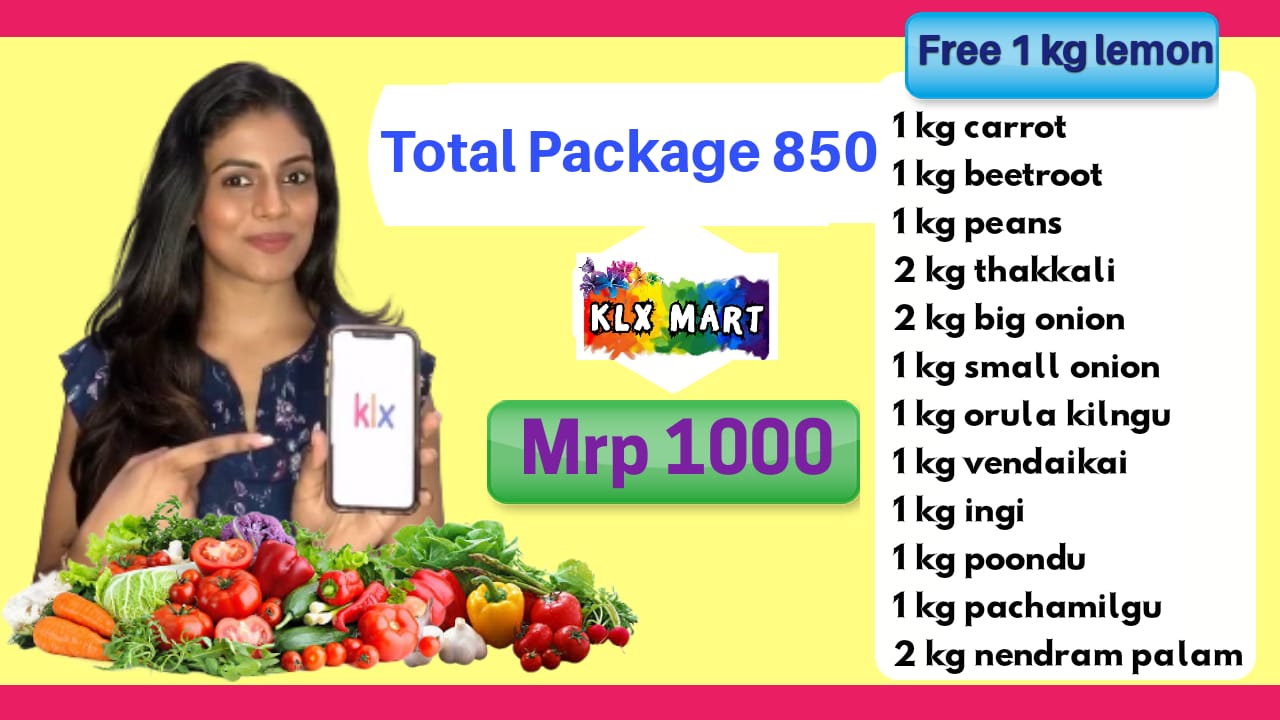 Free 1 kg lemon
Total Package 850
KLX MART
Mrp 1000
klx
1 kg carrot
1 kg beetroot
1 kg peans
2 kg thakkali
2 kg big onion
1 kg small onion
1 kg orula kilngu
1 kg vendaikai
1 kg ingi
1 kg poondu
1 kg pachamilgu
2 kg nendram palam